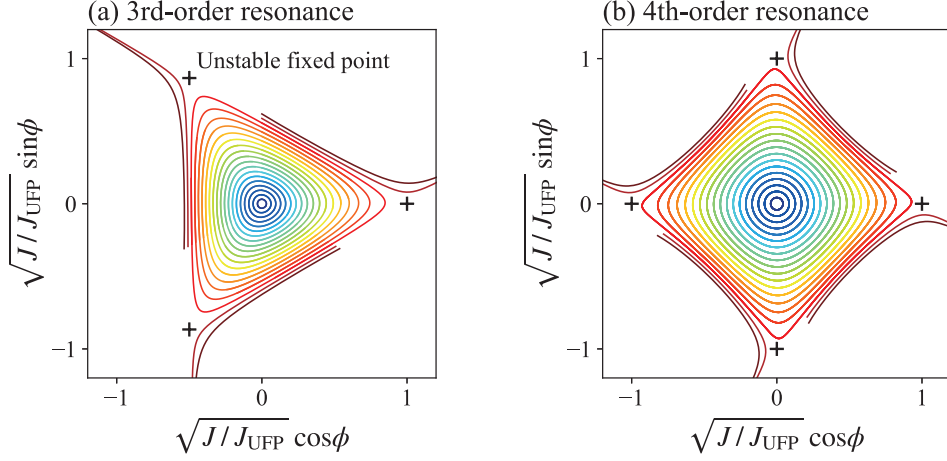 (a) 3rd-order resonance
(b) 4th-order resonance
Unstable fixed point
1
0
−1
√J/J_UFP sinϕ
−1
0
1
√J/J_UFP cosϕ
1
0
−1
√J/J_UFP sinϕ
−1
0
1
√J/J_UFP cosϕ